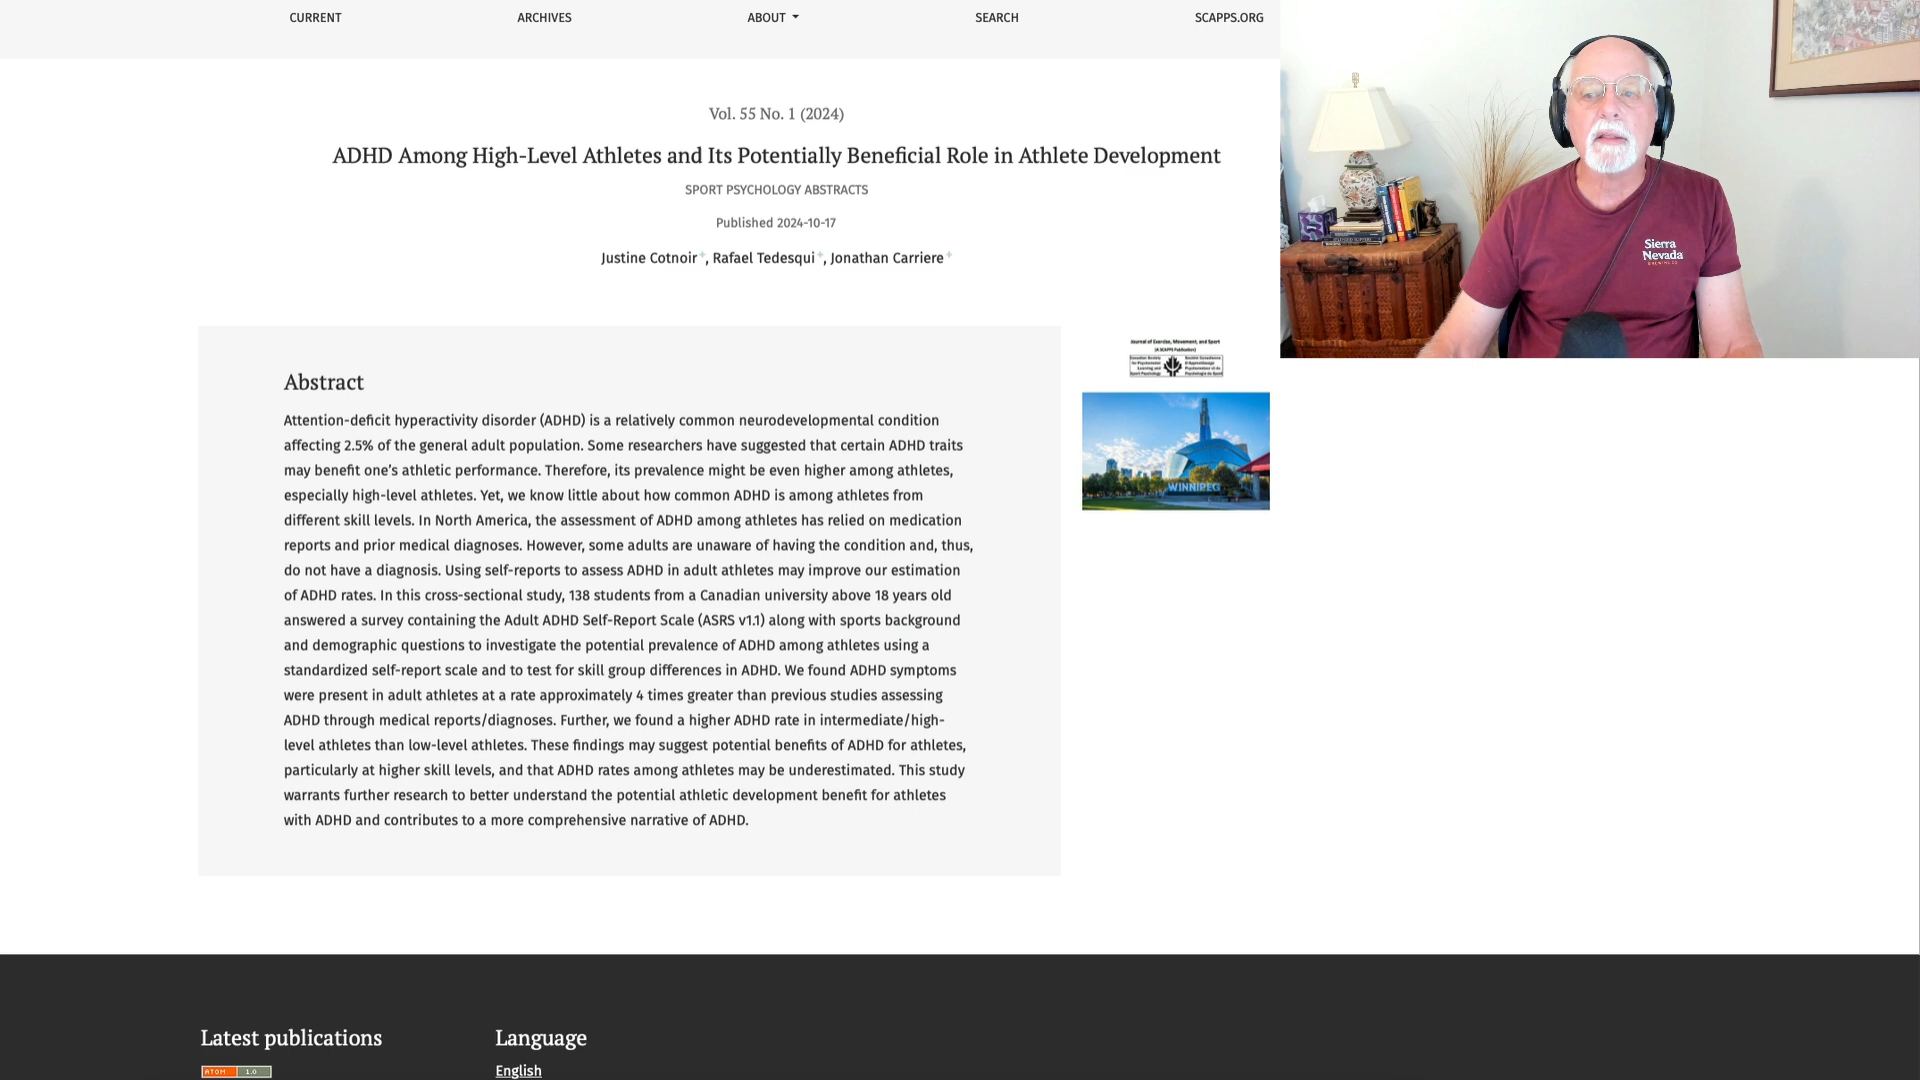 CURRENT
ARCHIVES
ABOUT
SEARCH
SCAPPS.ORG
Vol. 55 No. 1 (2024)
ADHD Among High-Level Athletes and Its Potentially Beneficial Role in Athlete Development
SPORT PSYCHOLOGY ABSTRACTS
Published 2024-10-17
Justine Cotnoir +, Rafael Tedesqui +, Jonathan Carriere +
Abstract
Attention-deficit hyperactivity disorder (ADHD) is a relatively common neurodevelopmental condition
affecting 2.5% of the general adult population. Some researchers have suggested that certain ADHD traits
may benefit one’s athletic performance. Therefore, its prevalence might be even higher among athletes,
especially high-level athletes. Yet, we know little about how common ADHD is among athletes from
different skill levels. In North America, the assessment of ADHD among athletes has relied on medication
reports and prior medical diagnoses. However, some adults are unaware of having the condition and, thus,
do not have a diagnosis. Using self-reports to assess ADHD in adult athletes may improve our estimation
of ADHD rates. In this cross-sectional study, 138 students from a Canadian university above 18 years old
answered a survey containing the Adult ADHD Self-Report Scale (ASRS v1.1) along with sports background
and demographic questions to investigate the potential prevalence of ADHD among athletes using a
standardized self-report scale and to test for skill group differences in ADHD. We found ADHD symptoms
were present in adult athletes at a rate approximately 4 times greater than previous studies assessing
ADHD through medical reports/diagnoses. Further, we found a higher ADHD rate in intermediate/high-
level athletes than low-level athletes. These findings may suggest potential benefits of ADHD for athletes,
particularly at higher skill levels, and that ADHD rates among athletes may be underestimated. This study
warrants further research to better understand the potential athletic development benefit for athletes
with ADHD and contributes to a more comprehensive narrative of ADHD.
Journal of Exercise, Movement, and Sport
(A SCAPPS Publication)
WINNIPEG
Sierra
Nevada
BREWING CO.
Latest publications
Language
ATOM 1.0
English